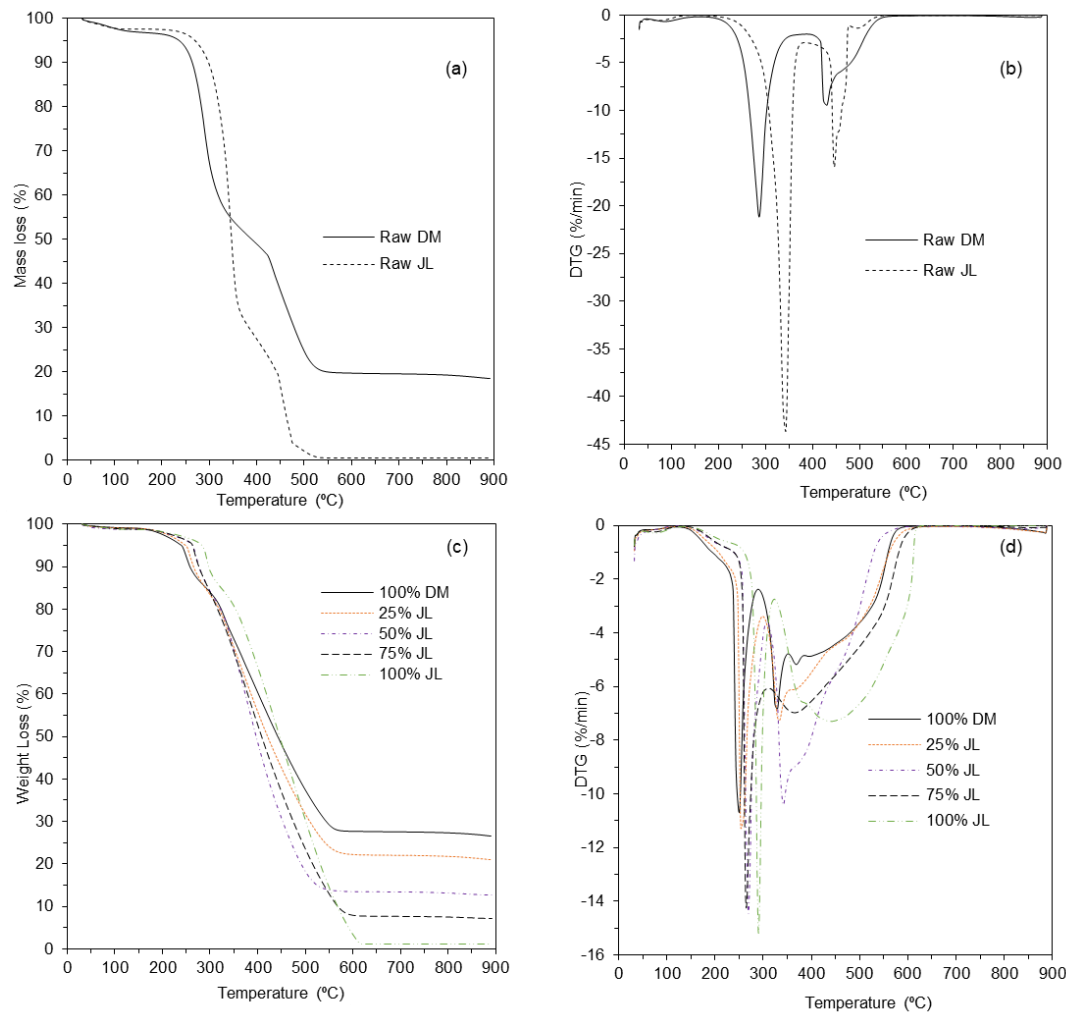 100
90
80
70
60
50
40
30
20
10
0
Mass loss (%)
(a)
Raw DM
Raw JL
0 100 200 300 400 500 600 700 800 900
Temperature (ºC)
0
-5
-10
-15
-20
-25
-30
-35
-40
-45
DTG (%/min)
(b)
Raw DM
Raw JL
0 100 200 300 400 500 600 700 800 900
Temperature (ºC)
100
90
80
70
60
50
40
30
20
10
0
Weight Loss (%)
(c)
100% DM
25% JL
50% JL
75% JL
100% JL
0 100 200 300 400 500 600 700 800 900
Temperature (ºC)
0
-2
-4
-6
-8
-10
-12
-14
-16
DTG (%/min)
(d)
100% DM
25% JL
50% JL
75% JL
100% JL
0 100 200 300 400 500 600 700 800 900
Temperature (ºC)